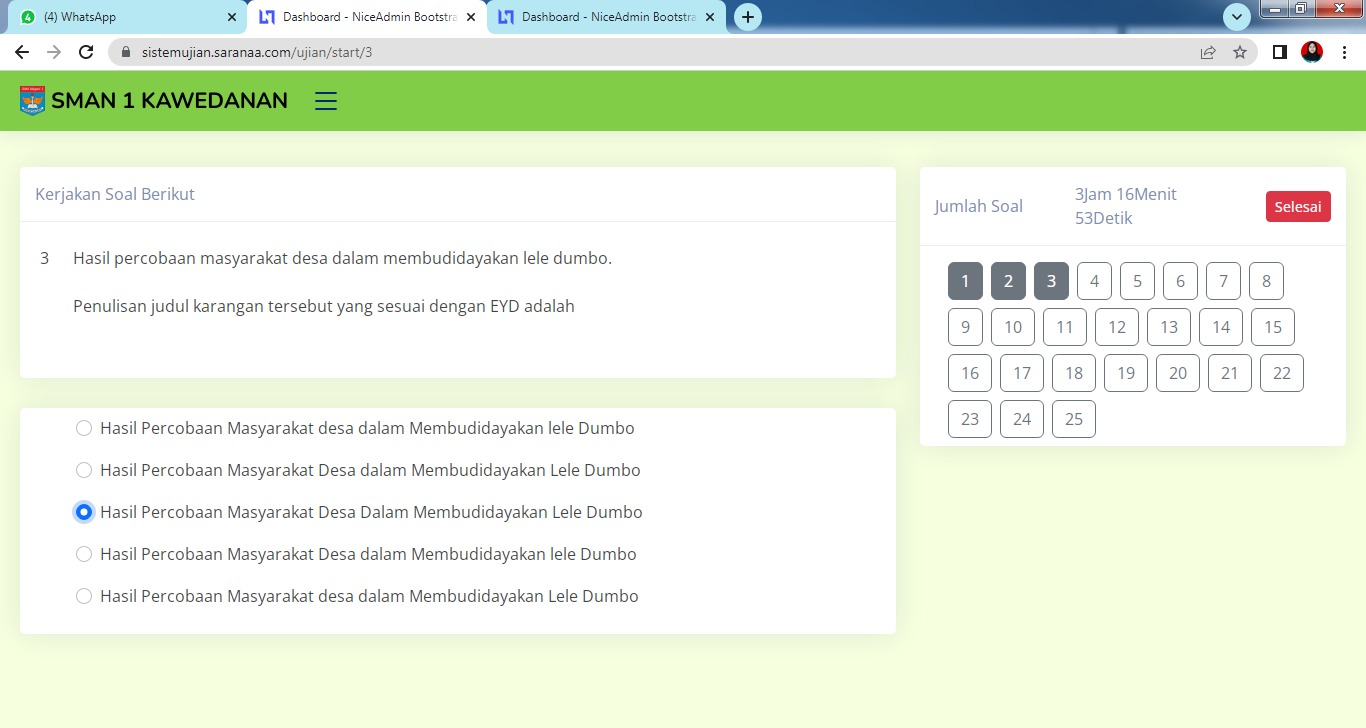 (4) WhatsApp
Dashboard - NiceAdmin Bootstra
Dashboard - NiceAdmin Bootstra
sistemujian.saranaa.com/ujian/start/3
SMAN 1 KAWEDANAN
Kerjakan Soal Berikut
3 Hasil percobaan masyarakat desa dalam membudidayakan lele dumbo.
Penulisan judul karangan tersebut yang sesuai dengan EYD adalah
Hasil Percobaan Masyarakat desa dalam Membudidayakan lele Dumbo
Hasil Percobaan Masyarakat Desa dalam Membudidayakan Lele Dumbo
Hasil Percobaan Masyarakat Desa Dalam Membudidayakan Lele Dumbo
Hasil Percobaan Masyarakat Desa dalam Membudidayakan lele Dumbo
Hasil Percobaan Masyarakat desa dalam Membudidayakan Lele Dumbo
Jumlah Soal
3Jam 16Menit
53Detik
Selesai
1 2 3 4 5 6 7 8
9 10 11 12 13 14 15
16 17 18 19 20 21 22
23 24 25